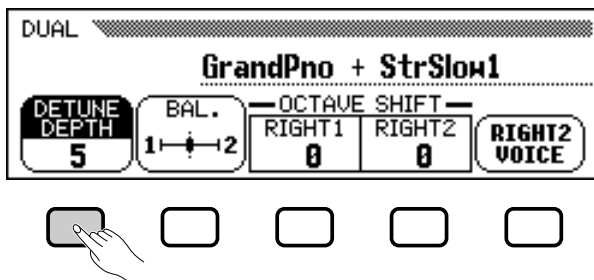 DUAL
GrandPno + StrSlow1
DETUNE DEPTH 5
BAL. 1 2
OCTAVE SHIFT
RIGHT1 0
RIGHT2 0
RIGHT2 VOICE